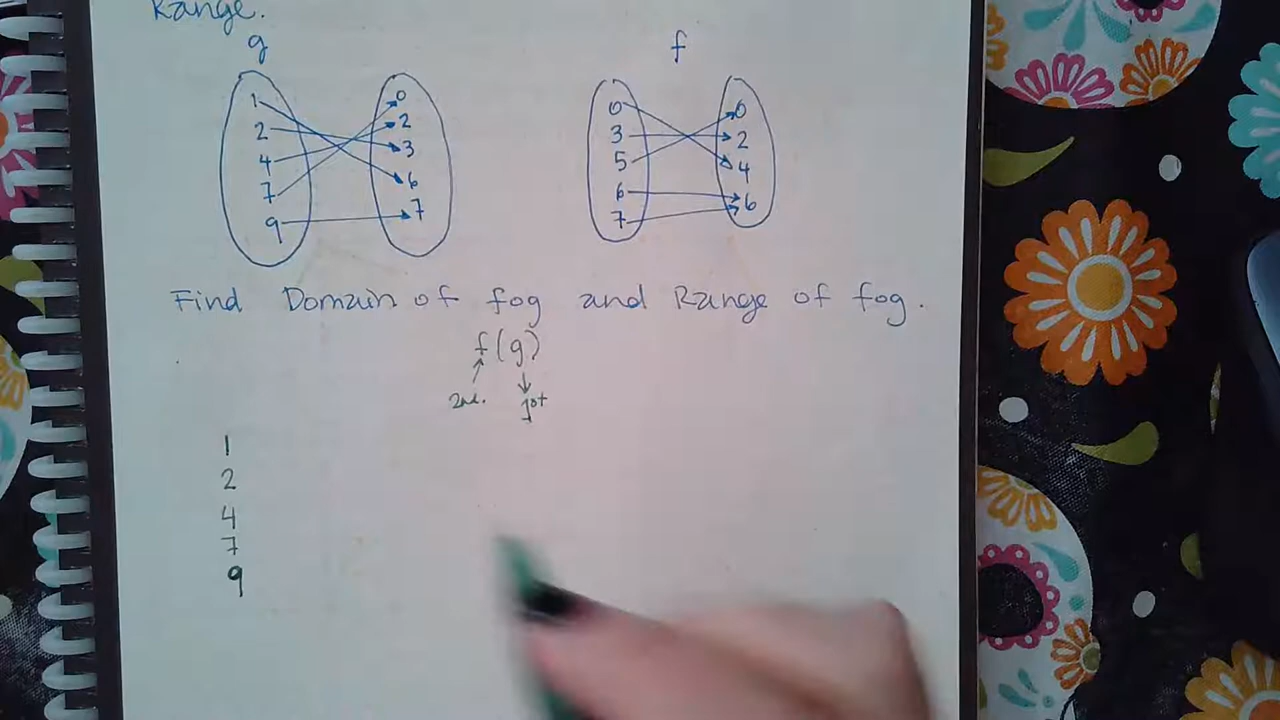 Range.
g f
1 0 0 0
2 2 3 2
4 3 5 4
7 6 6 6
9 7 7
Find Domain of fog and Range of fog.
f(g)
2nd. 1st
1
2
4
7
9